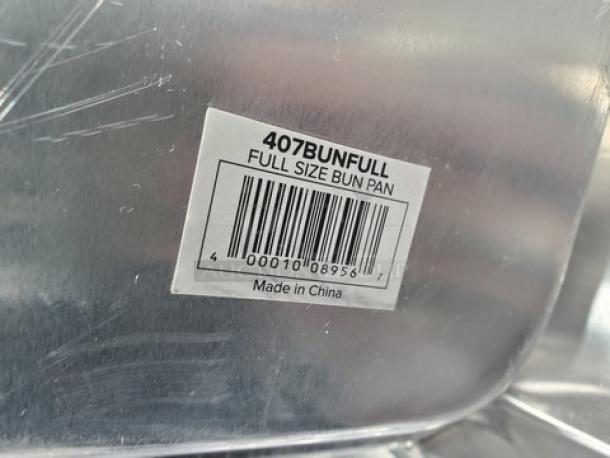 407BUNFULL
FULL SIZE BUN PAN
4 00010 08956 7
Made in China